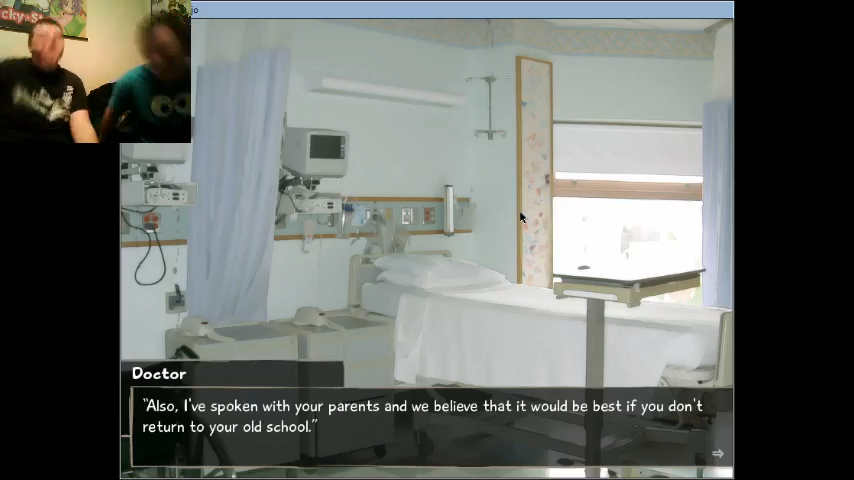 Doctor
“Also, I've spoken with your parents and we believe that it would be best if you don't
return to your old school.”